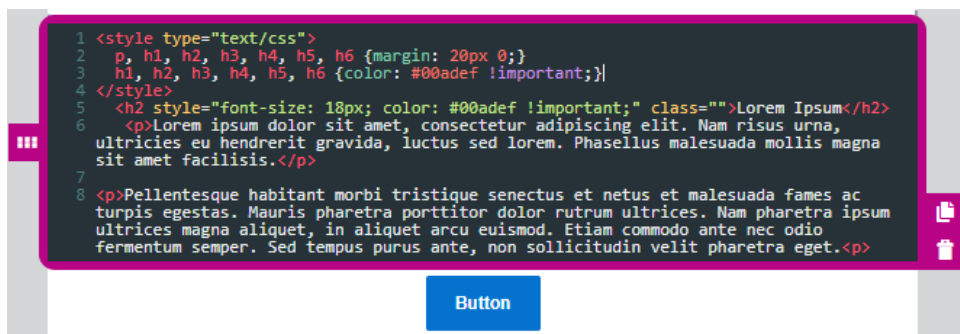 1 <style type="text/css">
2 p, h1, h2, h3, h4, h5, h6 {margin: 20px 0;}
3 h1, h2, h3, h4, h5, h6 {color: #00adef !important;}
4 </style>
5 <h2 style="font-size: 18px; color: #00adef !important;" class="">Lorem Ipsum</h2>
6 <p>Lorem ipsum dolor sit amet, consectetur adipiscing elit. Nam risus urna,
ultricies eu hendrerit gravida, luctus sed lorem. Phasellus malesuada mollis magna
sit amet facilisis.</p>
7
8 <p>Pellentesque habitant morbi tristique senectus et netus et malesuada fames ac
turpis egestas. Mauris pharetra porttitor dolor rutrum ultrices. Nam pharetra ipsum
ultrices magna aliquet, in aliquet arcu euismod. Etiam commodo ante nec odio
fermentum semper. Sed tempus purus ante, non sollicitudin velit pharetra eget.<p>
Button